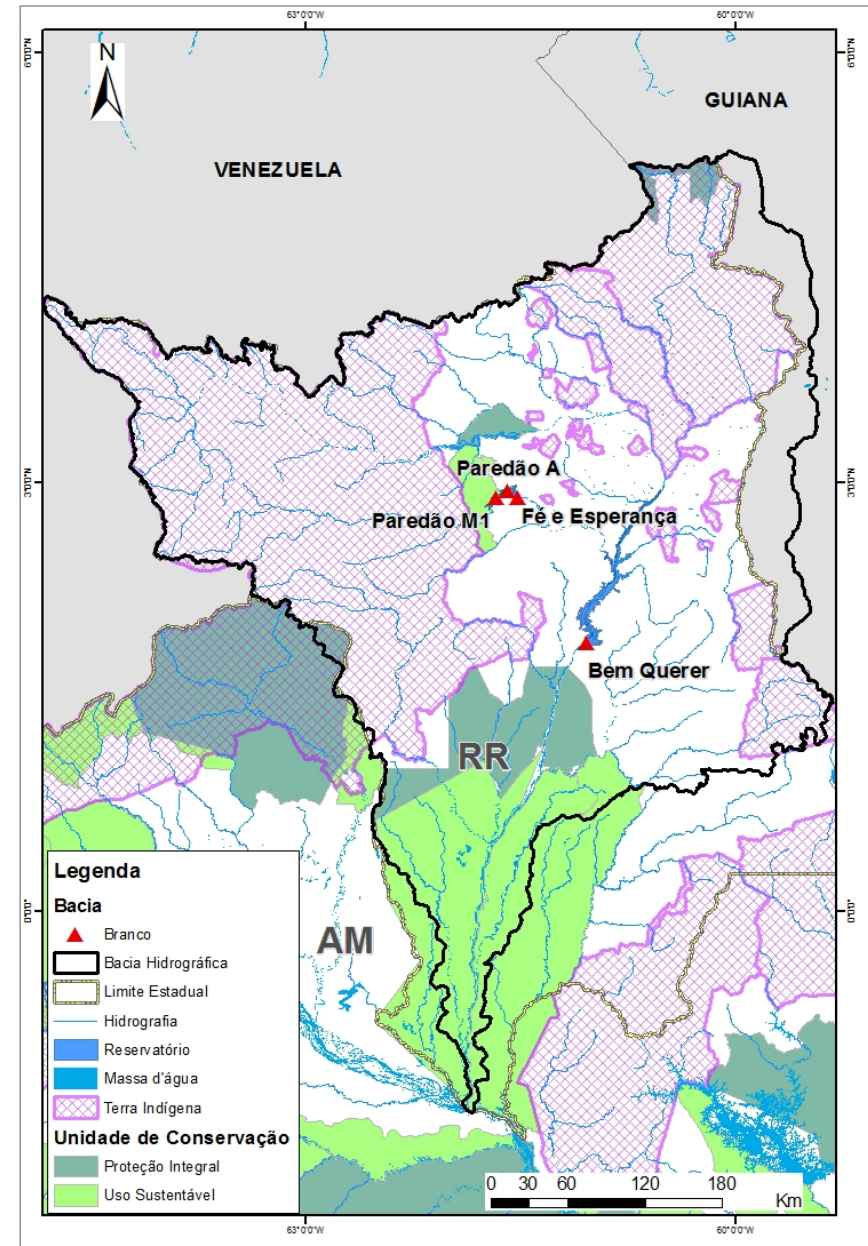 63°0'0"W 60°0'0"W
6°0'0"N 6°0'0"N
N
GUIANA
VENEZUELA
3°0'0"N 3°0'0"N
Paredão A
Paredão M1 Fé e Esperança
Bem Querer
RR
AM
0°0'0" 0°0'0"
Legenda
Bacia
Branco
Bacia Hidrográfica
Limite Estadual
Hidrografia
Reservatório
Massa d'água
Terra Indígena
Unidade de Conservação
Proteção Integral
Uso Sustentável
0 30 60 120 180
Km
63°0'0"W 60°0'0"W